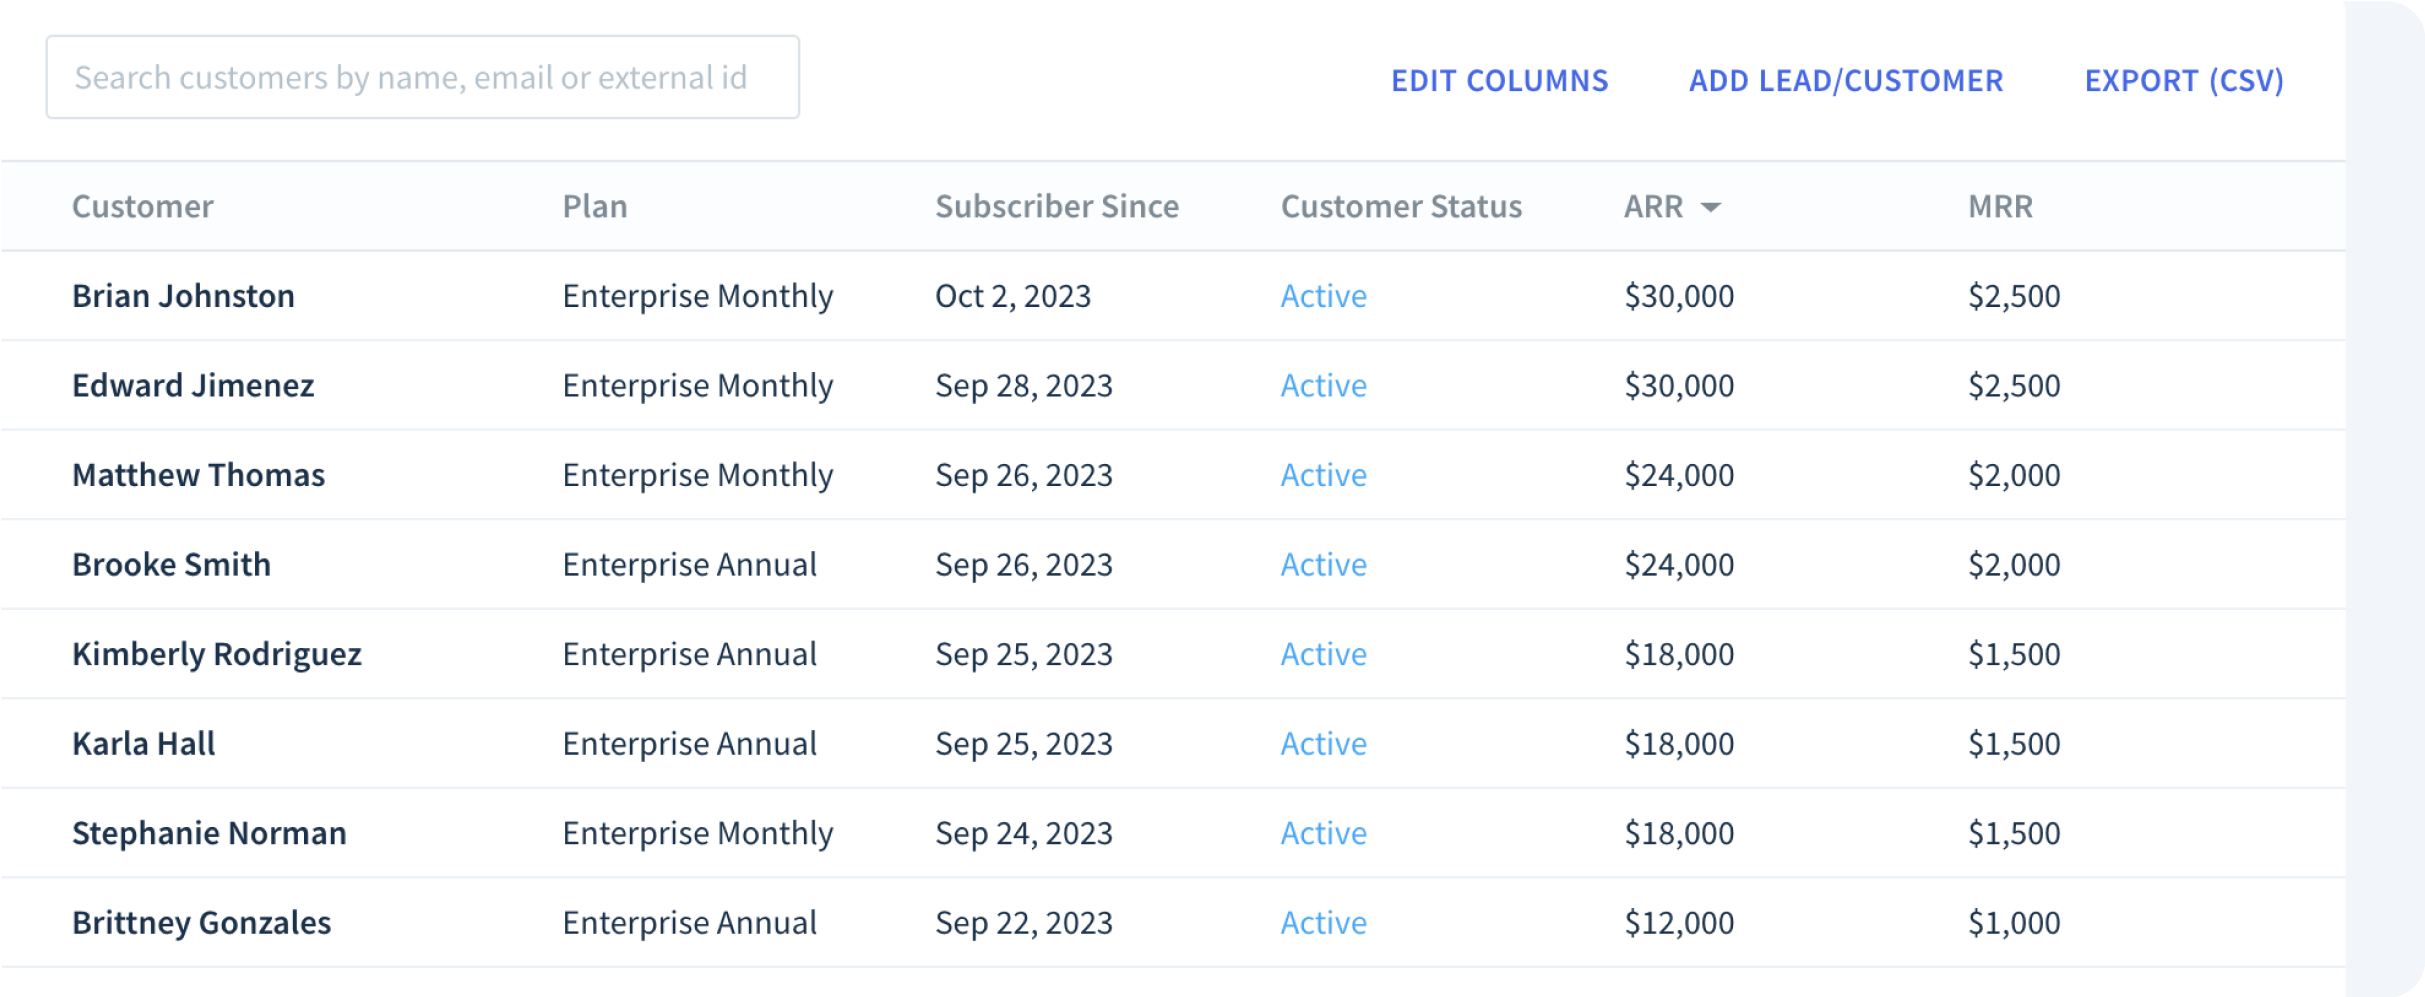 Search customers by name, email or external id
EDIT COLUMNS ADD LEAD/CUSTOMER EXPORT (CSV)
Customer Plan Subscriber Since Customer Status ARR MRR
Brian Johnston Enterprise Monthly Oct 2, 2023 Active $30,000 $2,500
Edward Jimenez Enterprise Monthly Sep 28, 2023 Active $30,000 $2,500
Matthew Thomas Enterprise Monthly Sep 26, 2023 Active $24,000 $2,000
Brooke Smith Enterprise Annual Sep 26, 2023 Active $24,000 $2,000
Kimberly Rodriguez Enterprise Annual Sep 25, 2023 Active $18,000 $1,500
Karla Hall Enterprise Annual Sep 25, 2023 Active $18,000 $1,500
Stephanie Norman Enterprise Monthly Sep 24, 2023 Active $18,000 $1,500
Brittney Gonzales Enterprise Annual Sep 22, 2023 Active $12,000 $1,000